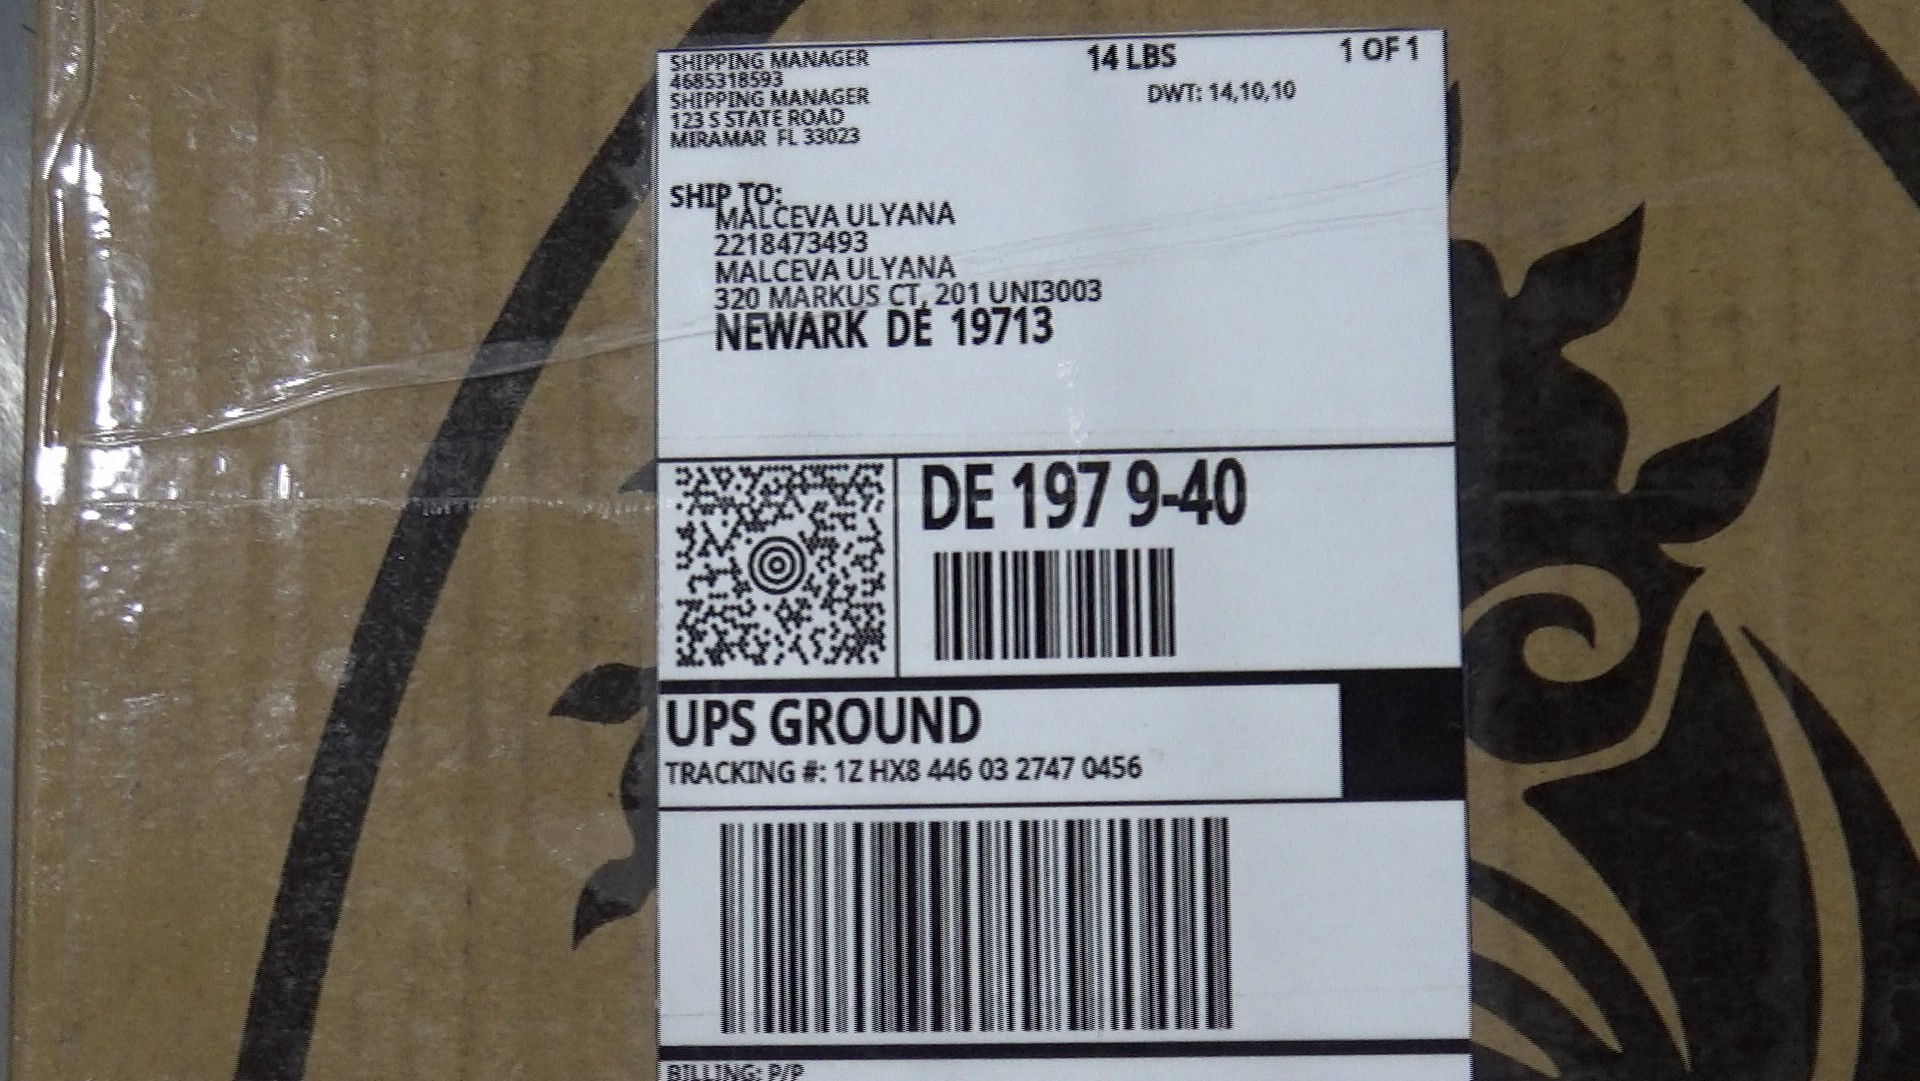 SHIPPING MANAGER
4685318593
SHIPPING MANAGER
123 S STATE ROAD
MIRAMAR FL 33023
14 LBS
1 OF 1
DWT: 14,10,10
SHIP TO:
MALCEVA ULYANA
2218473493
MALCEVA ULYANA
320 MARKUS CT, 201 UNI3003
NEWARK DE 19713
DE 197 9-40
UPS GROUND
TRACKING #: 1Z HX8 446 03 2747 0456
BILLING: P/P